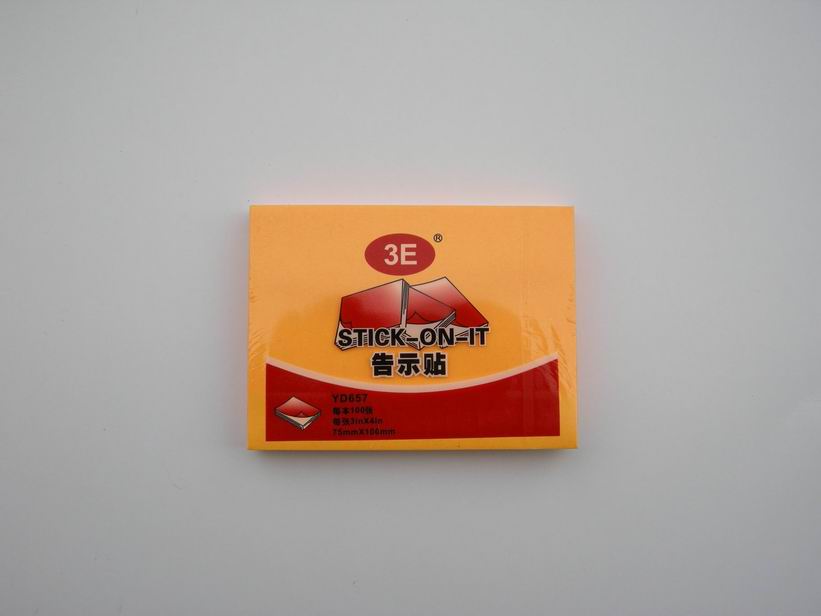 3E ®
STICK-ON-IT
告示贴
YD657
每本100张
每张3inX4in
75mmX100mm